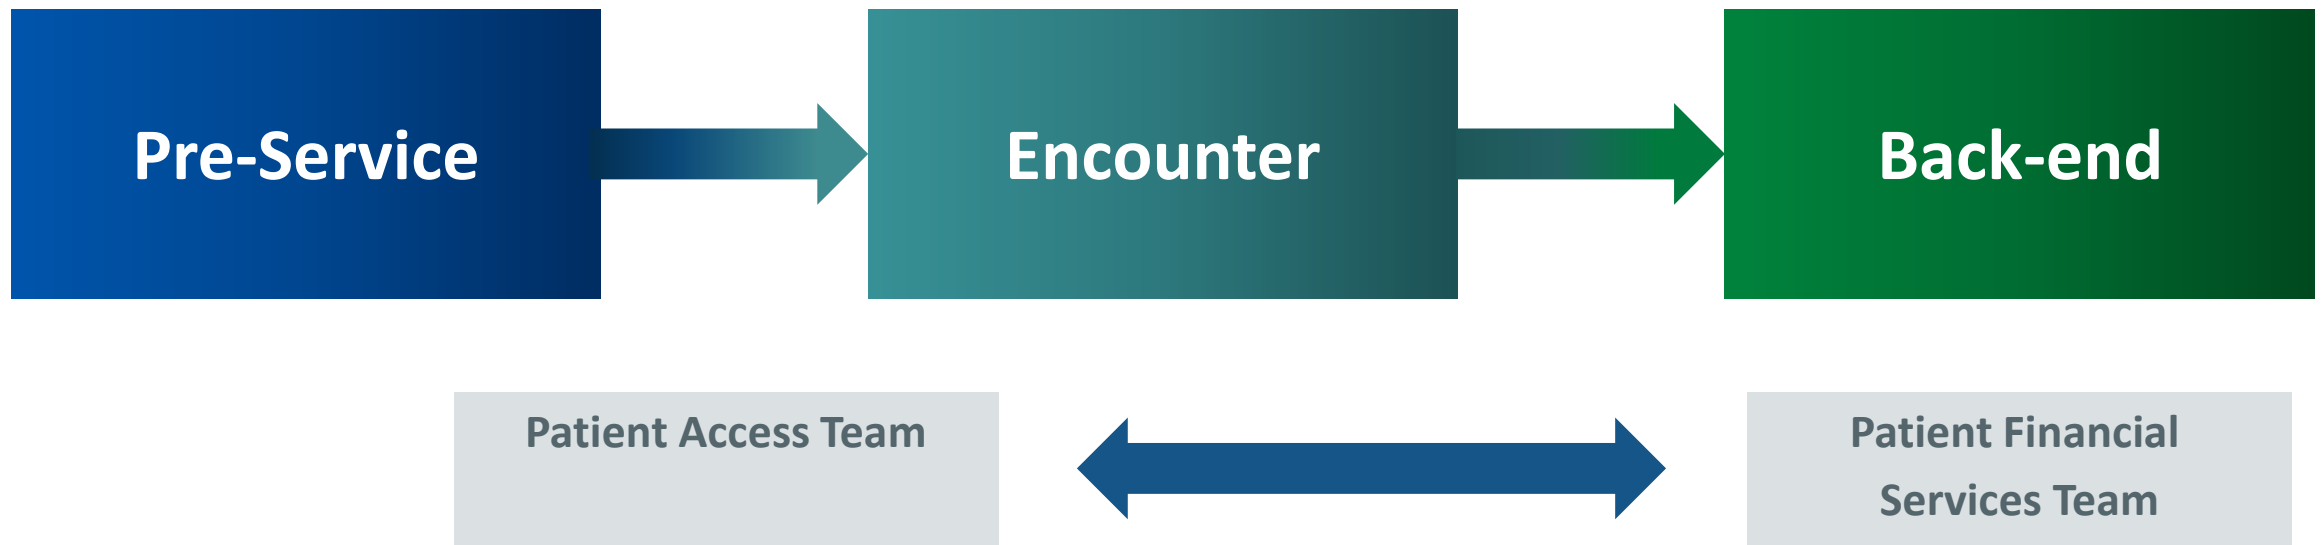 Pre-Service
Encounter
Back-end
Patient Access Team
Patient Financial
Services Team